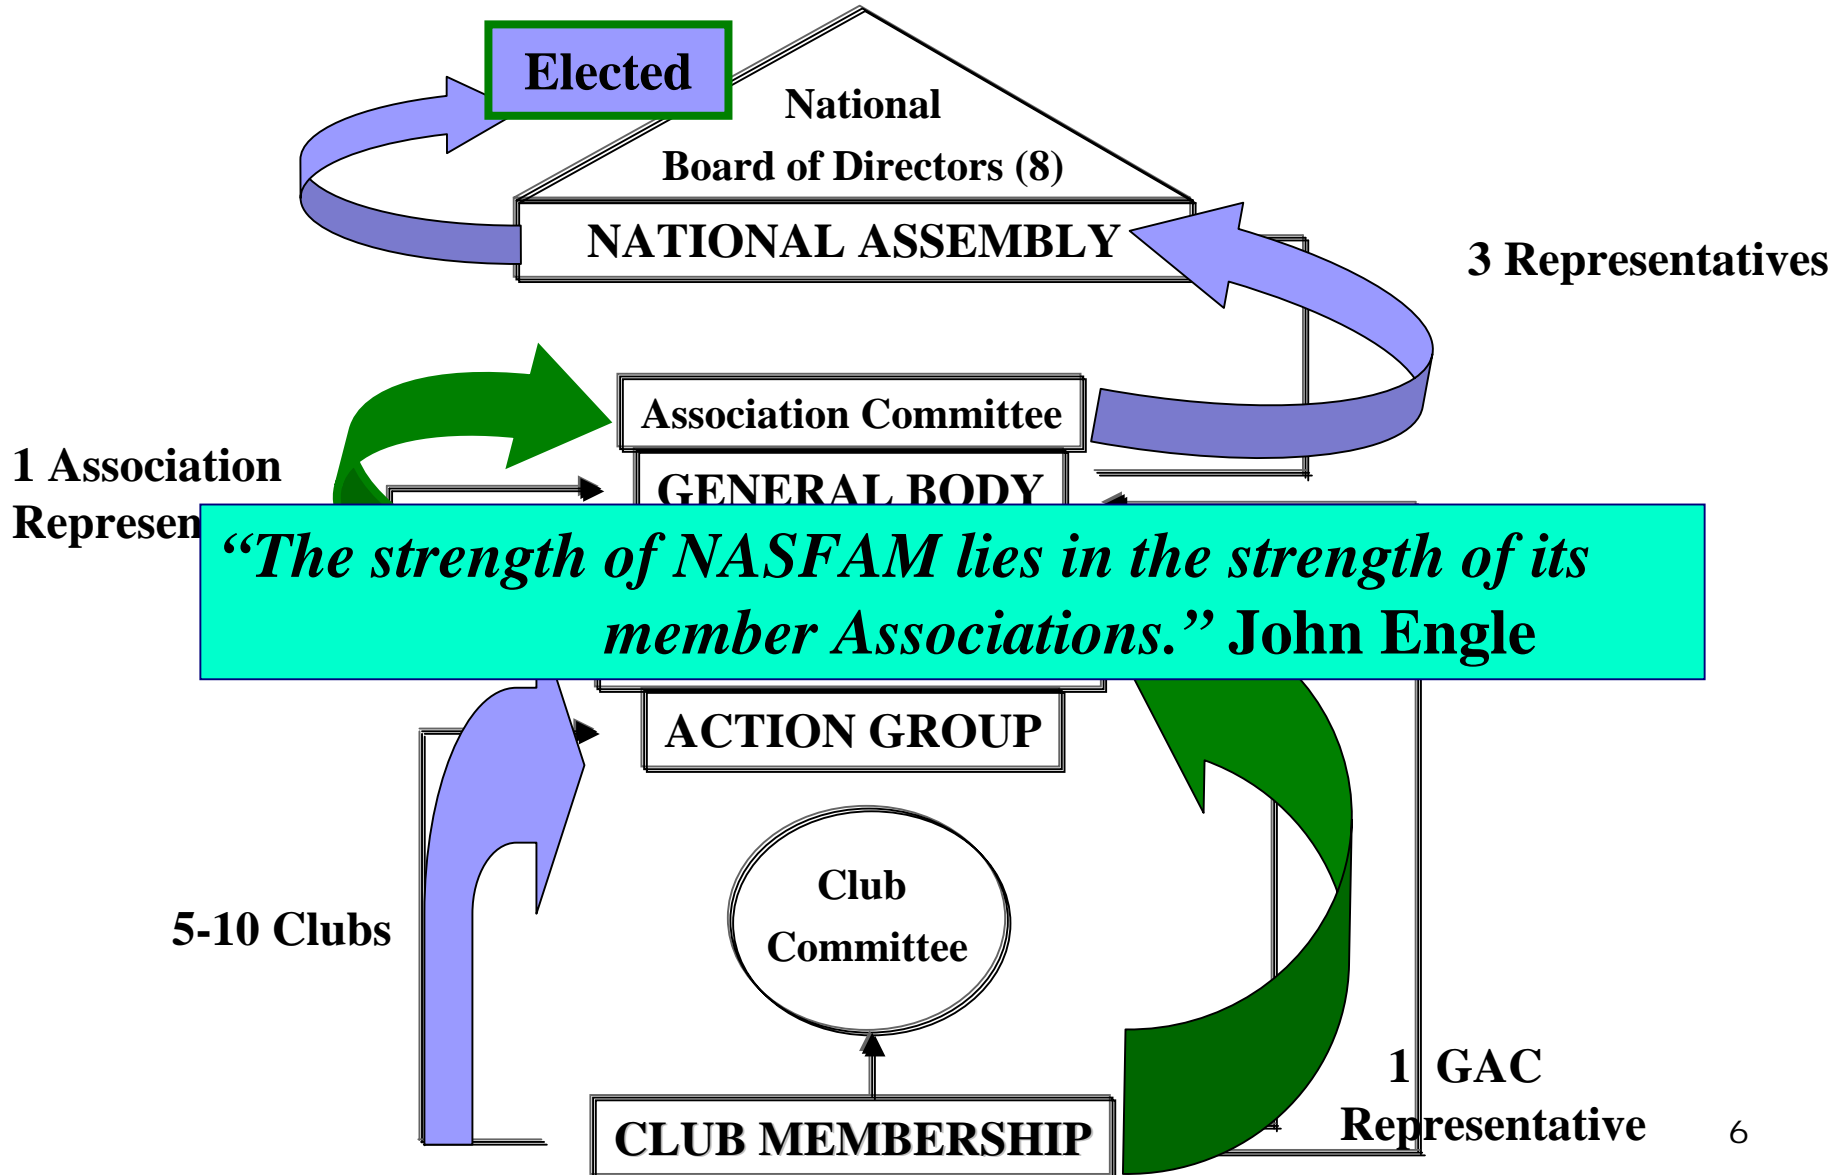 Elected
National
Board of Directors (8)
NATIONAL ASSEMBLY
3 Representatives
Association Committee
1 Association
GENERAL BODY
“The strength of NASFAM lies in the strength of its
member Associations.” John Engle
ACTION GROUP
Club
Committee
5-10 Clubs
1 GAC
Representative
CLUB MEMBERSHIP
6